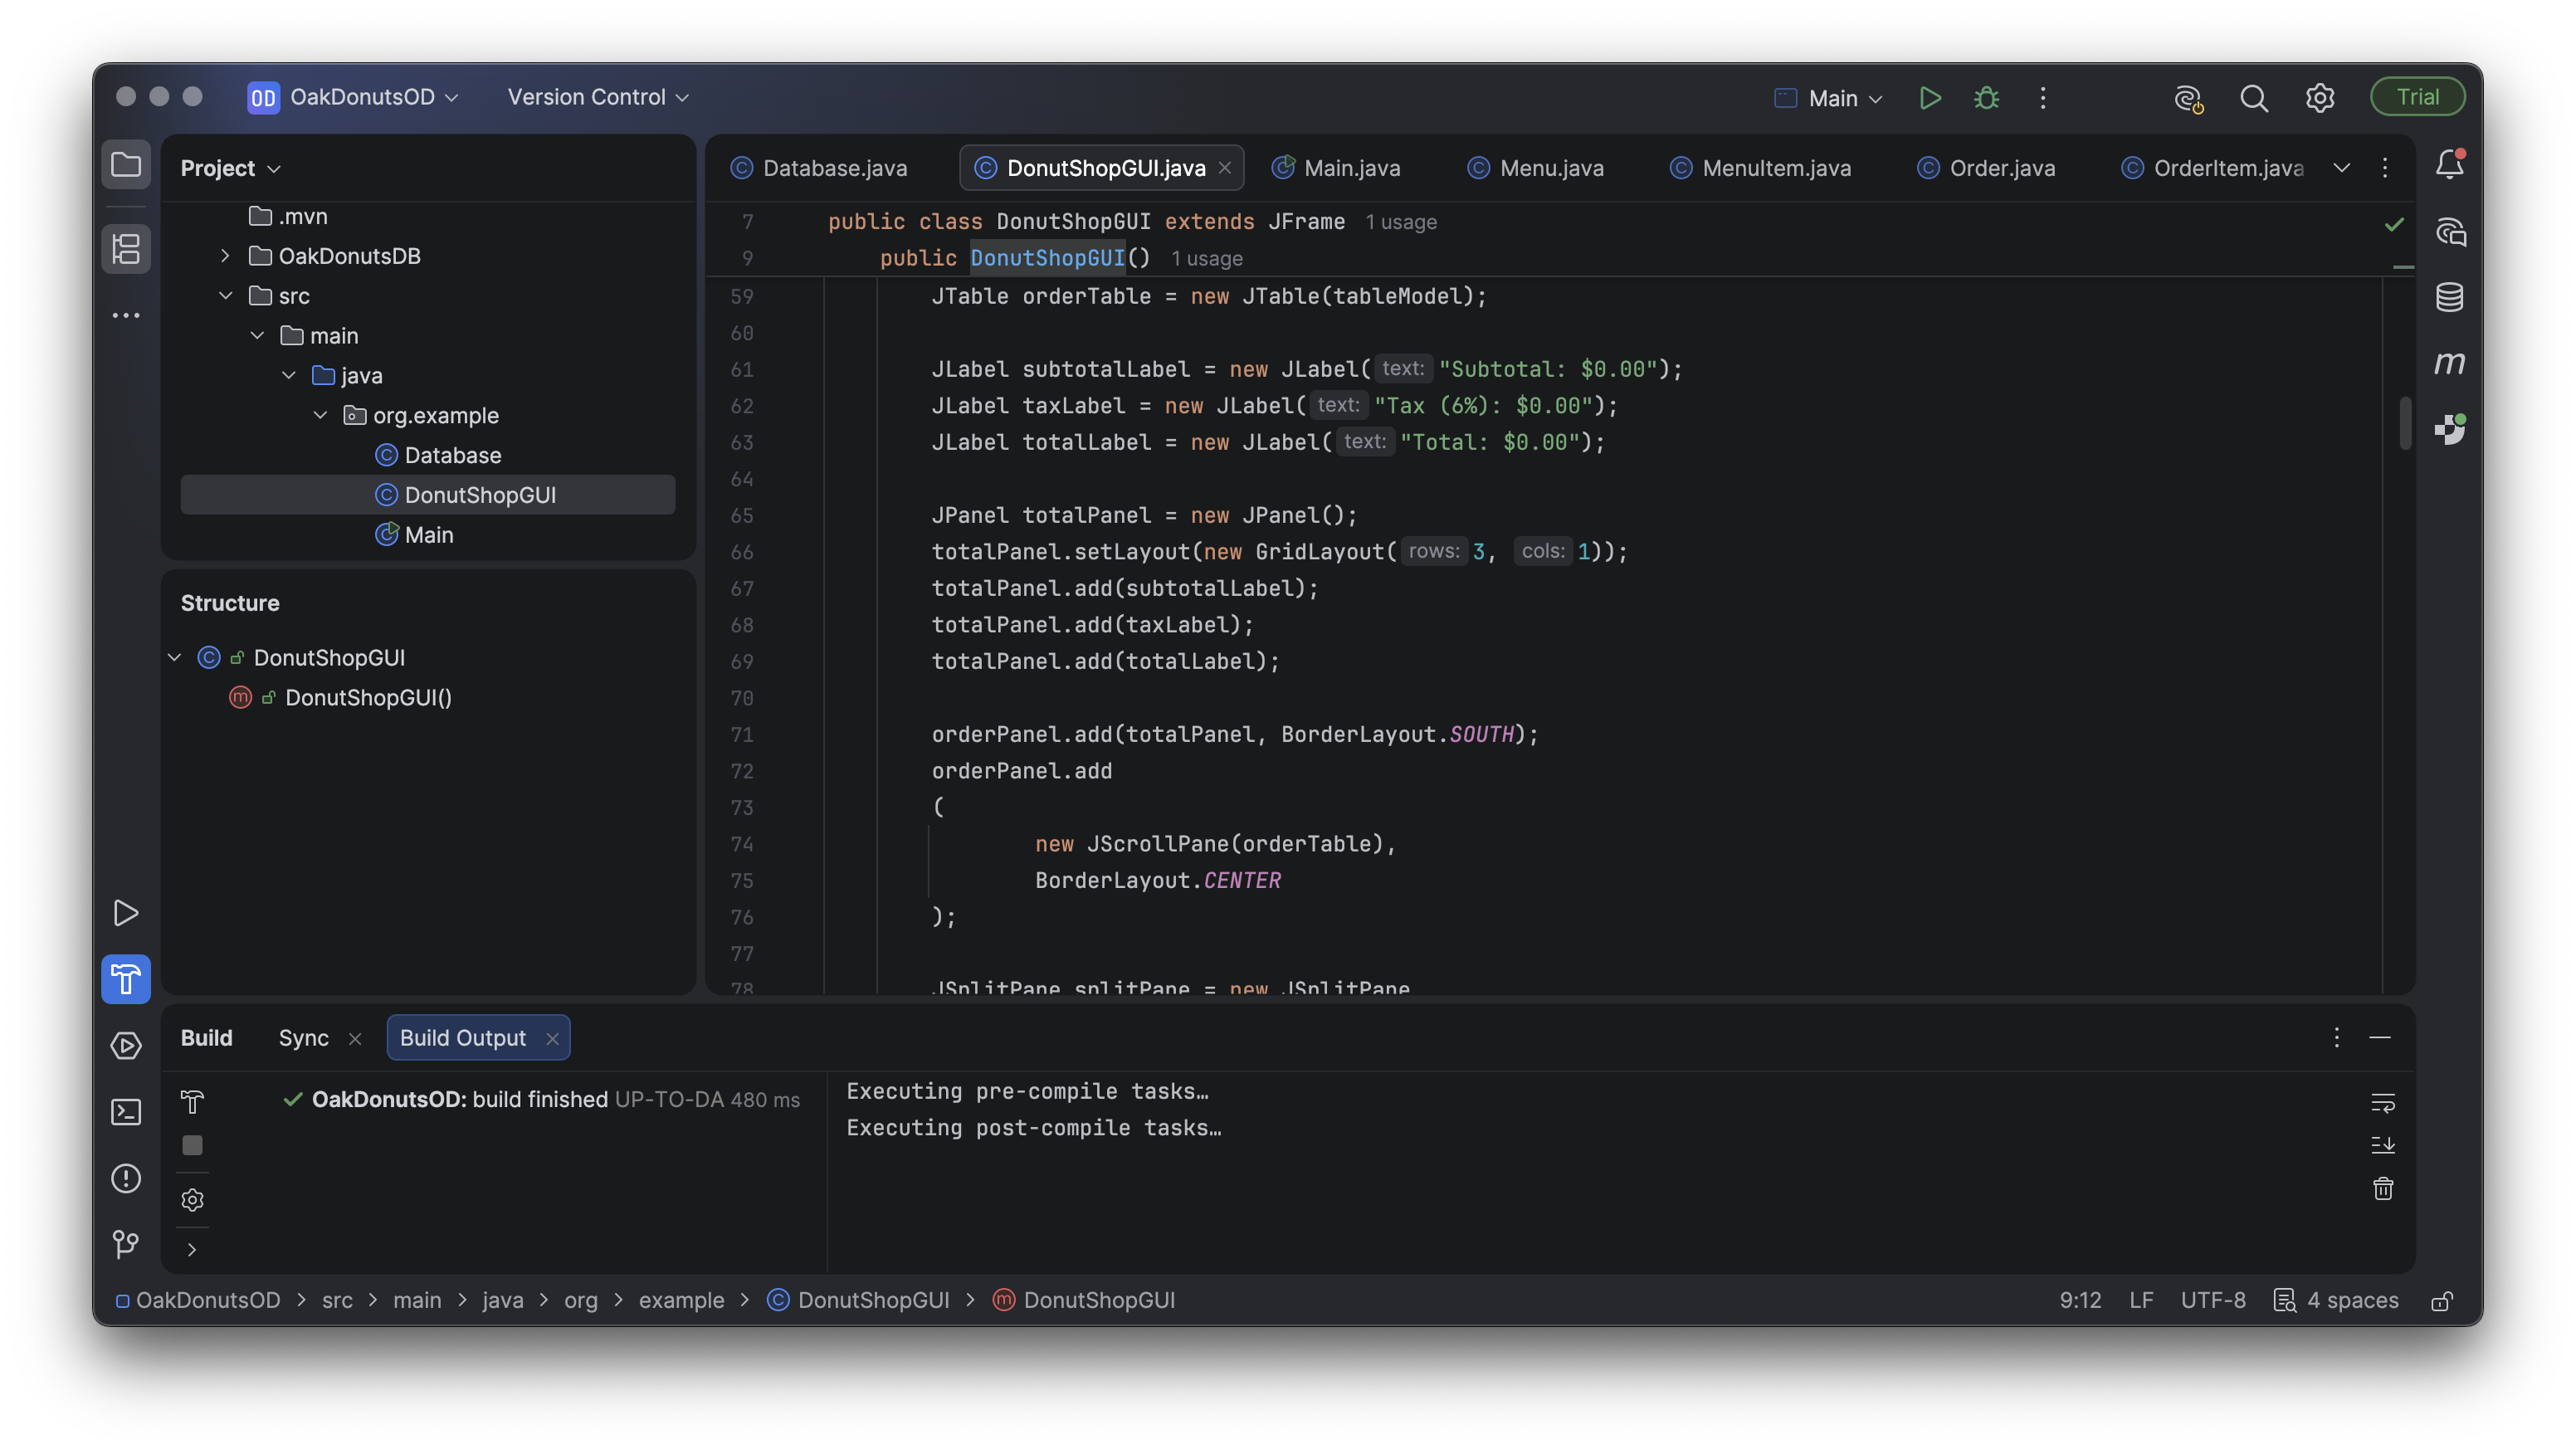 OD OakDonutsOD Version Control Main Trial
Project
.mvn
OakDonutsDB
src
main
java
org.example
Database
DonutShopGUI
Main
Structure
DonutShopGUI
DonutShopGUI()
Database.java DonutShopGUI.java Main.java Menu.java MenuItem.java Order.java OrderItem.java
7 public class DonutShopGUI extends JFrame 1 usage
9 public DonutShopGUI() 1 usage
59 JTable orderTable = new JTable(tableModel);
60
61 JLabel subtotalLabel = new JLabel( text: "Subtotal: $0.00");
62 JLabel taxLabel = new JLabel( text: "Tax (6%): $0.00");
63 JLabel totalLabel = new JLabel( text: "Total: $0.00");
64
65 JPanel totalPanel = new JPanel();
66 totalPanel.setLayout(new GridLayout( rows: 3, cols: 1));
67 totalPanel.add(subtotalLabel);
68 totalPanel.add(taxLabel);
69 totalPanel.add(totalLabel);
70
71 orderPanel.add(totalPanel, BorderLayout.SOUTH);
72 orderPanel.add
73 (
74 new JScrollPane(orderTable),
75 BorderLayout.CENTER
76 );
77
78 JSplitPane splitPane = new JSplitPane
m
Build Sync Build Output
OakDonutsOD: build finished UP-TO-DA 480 ms
Executing pre-compile tasks…
Executing post-compile tasks…
OakDonutsOD > src > main > java > org > example > DonutShopGUI > DonutShopGUI 9:12 LF UTF-8 4 spaces